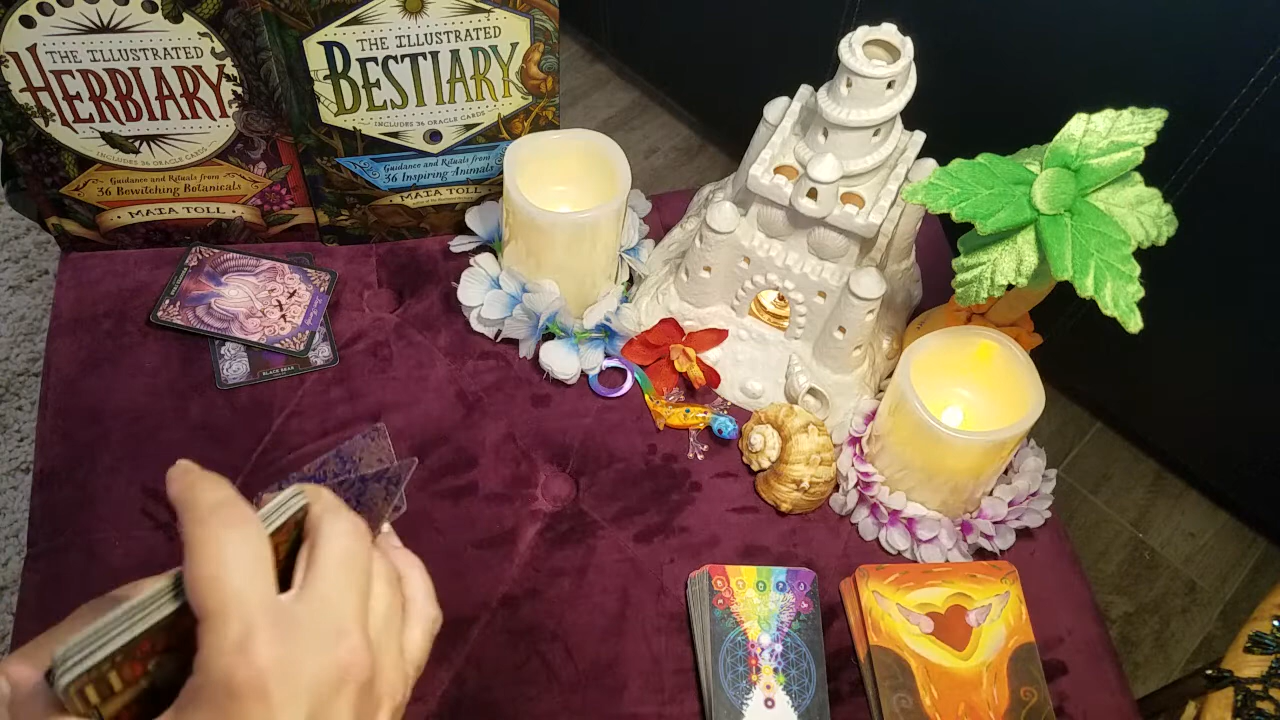 THE ILLUSTRATED
HERBIARY
INCLUDES 36 ORACLE CARDS
Guidance and Rituals from
36 Bewitching Botanicals
MAIA TOLL
THE ILLUSTRATED
BESTIARY
INCLUDES 36 ORACLE CARDS
Guidance and Rituals from
36 Inspiring Animals
MAIA TOLL
BLACK BEAR